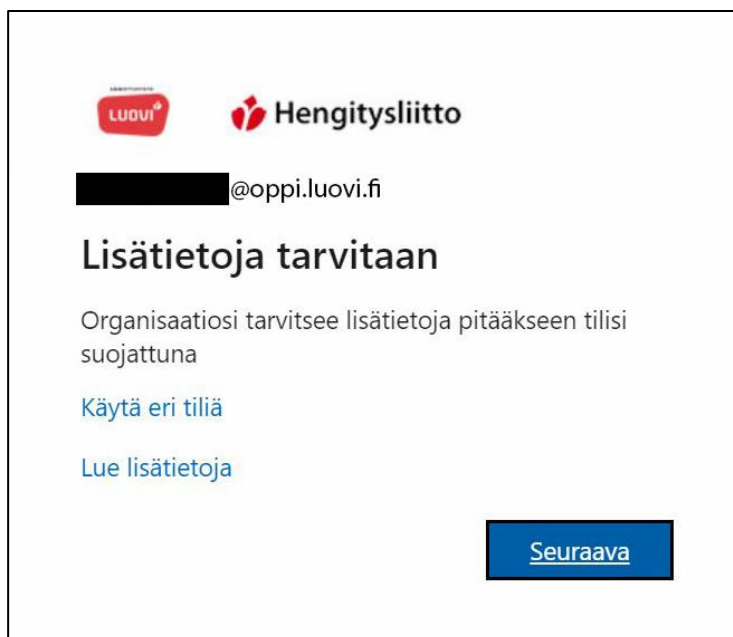 LUOVI
Hengitysliitto
@oppi.luovi.fi
Lisätietoja tarvitaan
Organisaatiosi tarvitsee lisätietoja pitääkseen tilisi
suojattuna
Käytä eri tiliä
Lue lisätietoja
Seuraava